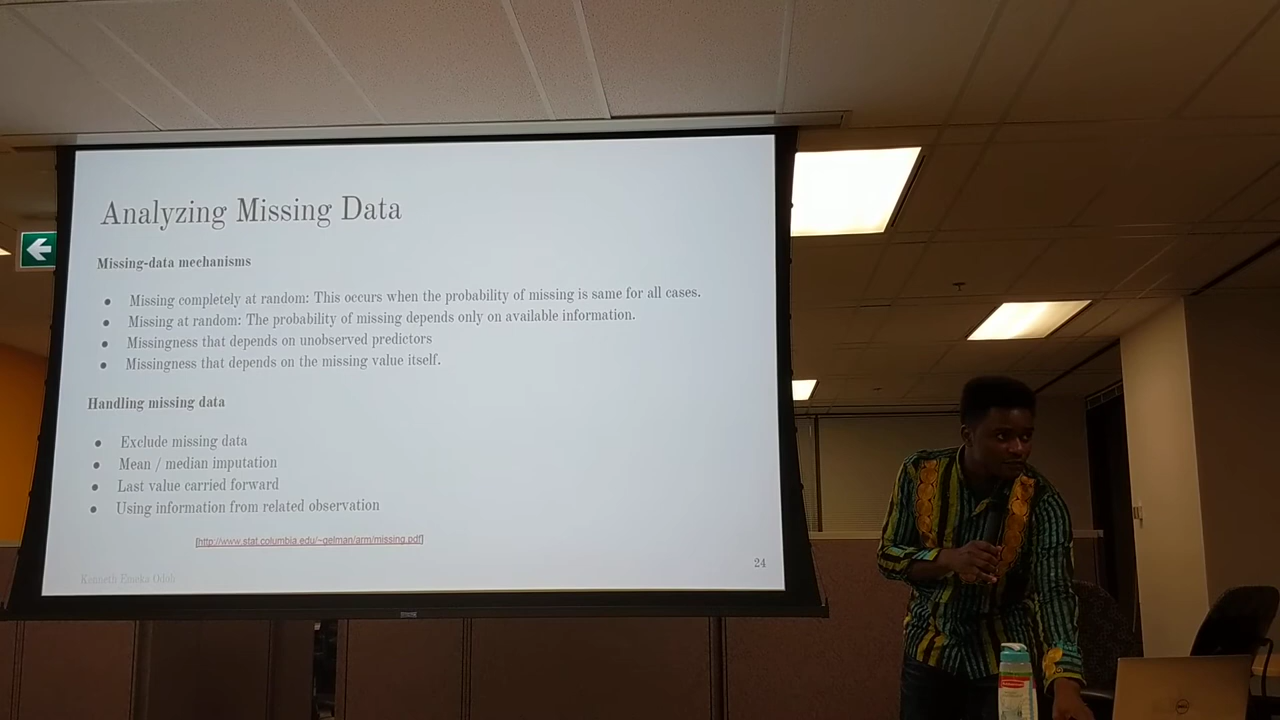 Analyzing Missing Data
Missing-data mechanisms
● Missing completely at random: This occurs when the probability of missing is same for all cases.
● Missing at random: The probability of missing depends only on available information.
● Missingness that depends on unobserved predictors
● Missingness that depends on the missing value itself.
Handling missing data
● Exclude missing data
● Mean / median imputation
● Last value carried forward
● Using information from related observation
[http://www.stat.columbia.edu/~gelman/arm/missing.pdf]
Kenneth Emeka Odoh
24
DELL